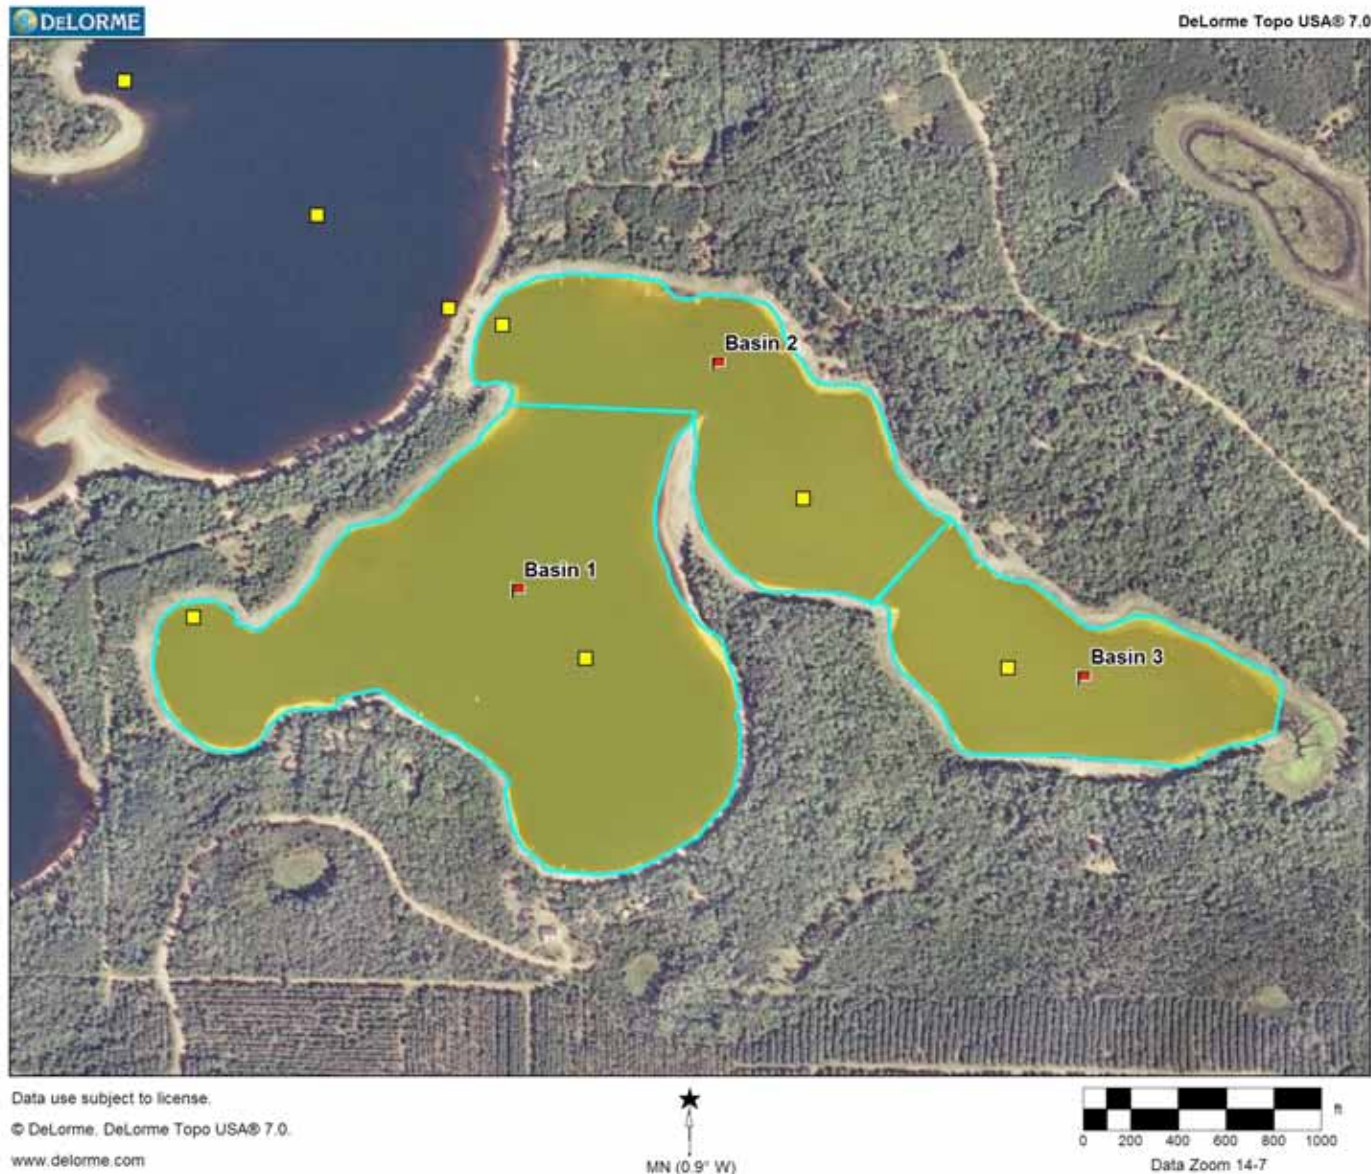 DELORME
DeLorme Topo USA® 7.0
Basin 2
Basin 1
Basin 3
Data use subject to license.
© DeLorme. DeLorme Topo USA® 7.0.
www.delorme.com
MN (0.9° W)
ft
0 200 400 600 800 1000
Data Zoom 14-7